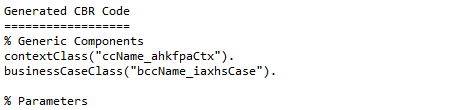 Generated CBR Code
==================
% Generic Components
contextClass("ccName_ahkfpaCtx").
businessCaseClass("bccName_iaxhsCase").

% Parameters